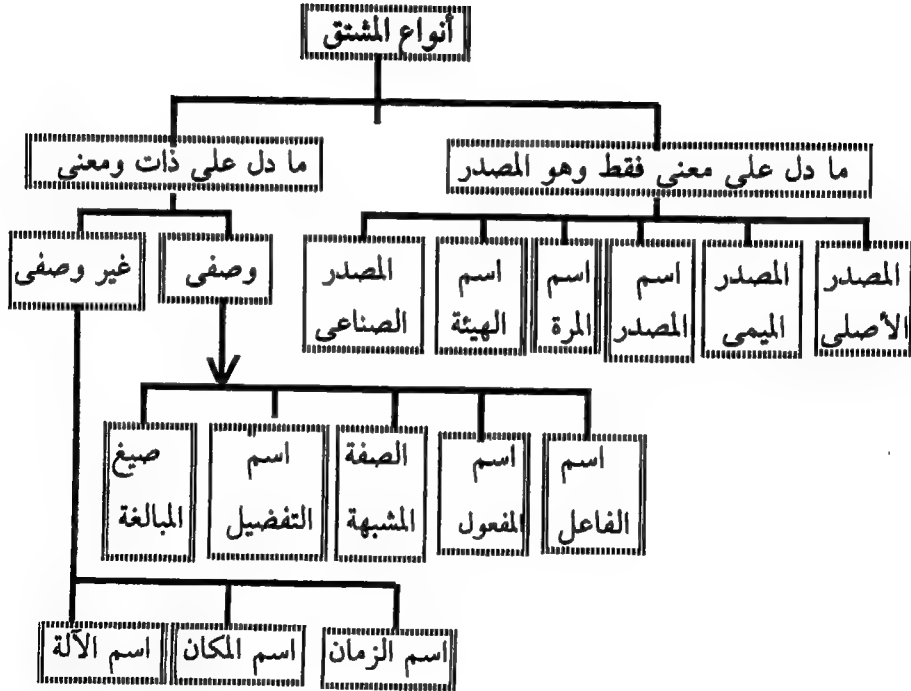 أنواع المشتق
ما دل على معنى فقط وهو المصدر
ما دل على ذات ومعنى
المصدر
الأصلى
المصدر
الميمى
اسم
المصدر
اسم
المرة
اسم
الهيئة
المصدر
الصناعى
وصفى
غير وصفى
اسم
الفاعل
اسم
المفعول
الصفة
المشبهة
اسم
التفضيل
صيغ
المبالغة
اسم الزمان
اسم المكان
اسم الآلة